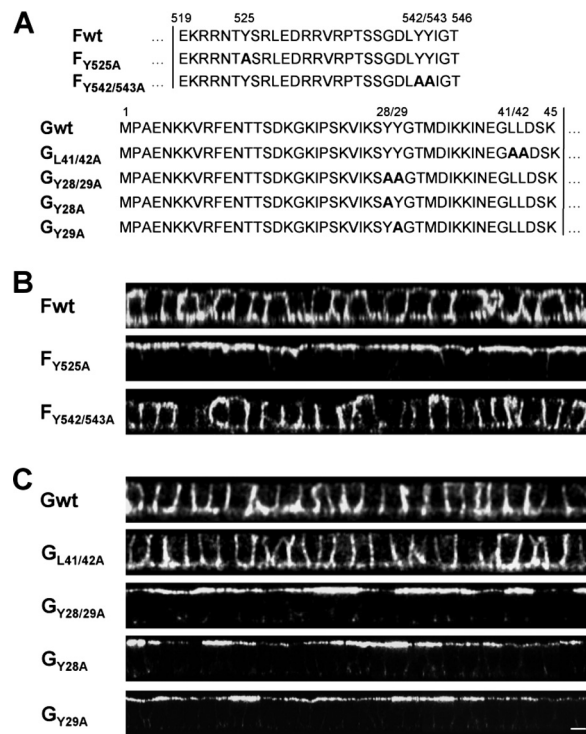 A
519 525 542/543 546
Fwt ... EKRRNTYSRLEDRRVRPTSSGDLYYIGT
FY525A ... EKRRNTASRLEDRRVRPTSSGDLYYIGT
FY542/543A ... EKRRNTYSRLEDRRVRPTSSGDLAAIGT
1 28/29 41/42 45
Gwt MPAENKKVRFENTTSDKGKIPSKVIKSYYGTMDIKKINEGLLDSK ...
GL41/42A MPAENKKVRFENTTSDKGKIPSKVIKSYYGTMDIKKINEGAADSK ...
GY28/29A MPAENKKVRFENTTSDKGKIPSKVIKSAAGTMDIKKINEGLLDSK ...
GY28A MPAENKKVRFENTTSDKGKIPSKVIKSAYGTMDIKKINEGLLDSK ...
GY29A MPAENKKVRFENTTSDKGKIPSKVIKSYAGTMDIKKINEGLLDSK ...
B
Fwt
FY525A
FY542/543A
C
Gwt
GL41/42A
GY28/29A
GY28A
GY29A